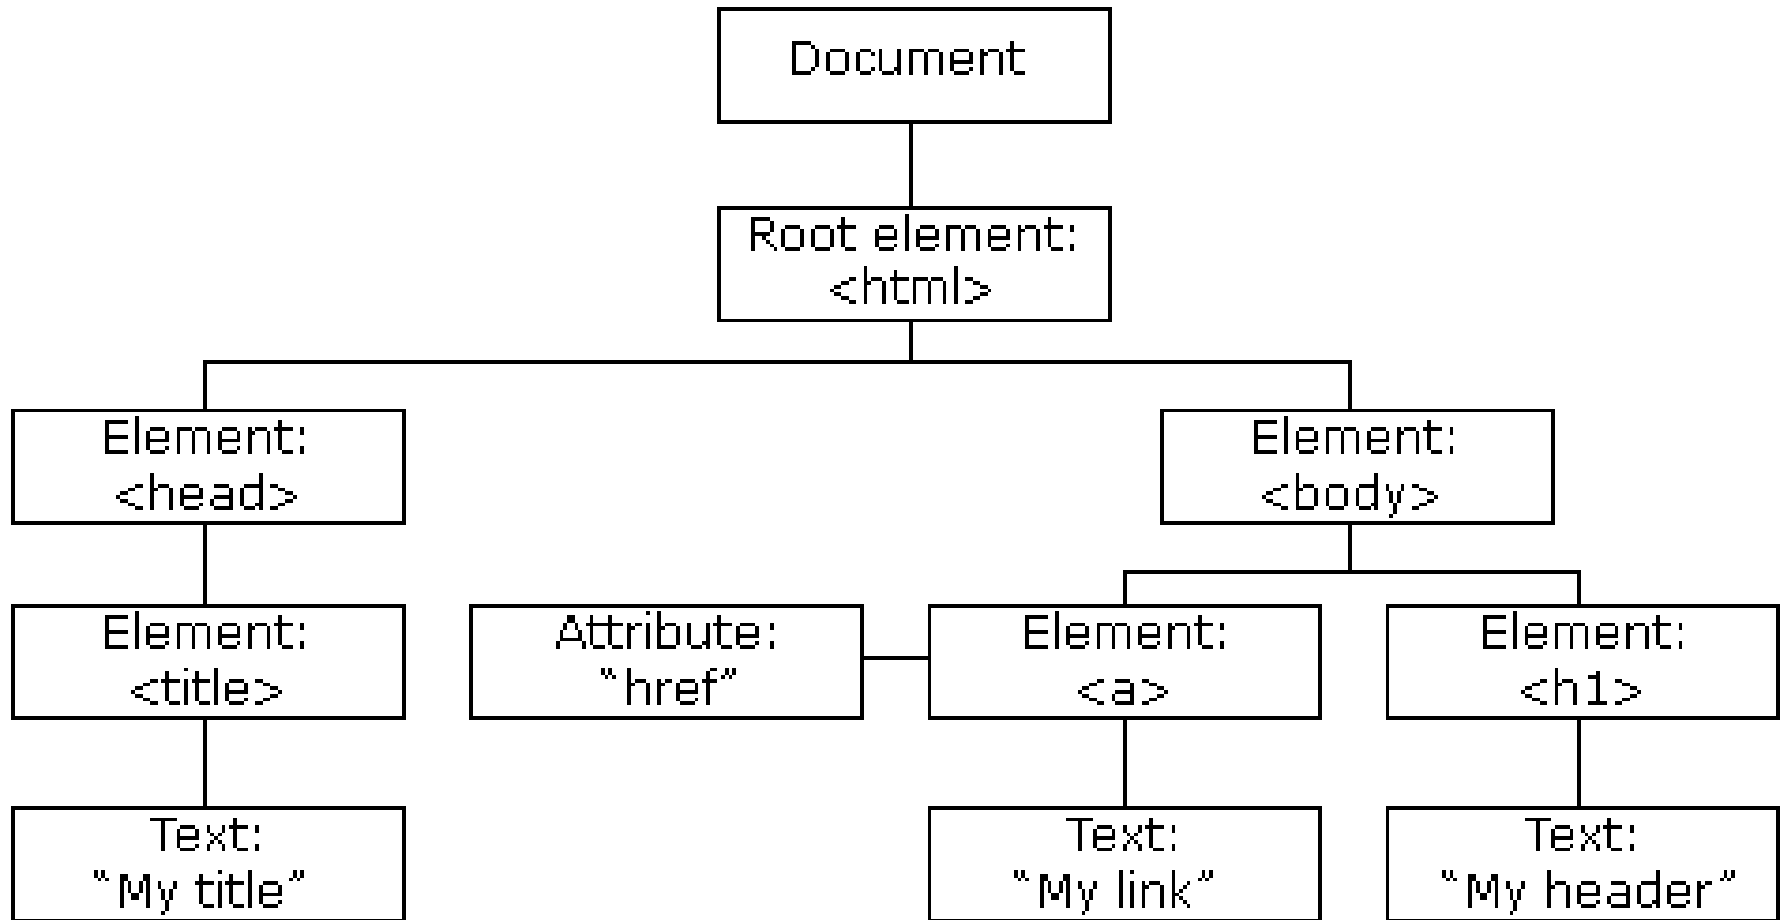 Document
Root element:
<html>
Element:
<head>
Element:
<body>
Element:
<title>
Attribute:
“href”
Element:
<a>
Element:
<h1>
Text:
“My title”
Text:
“My link”
Text:
“My header”